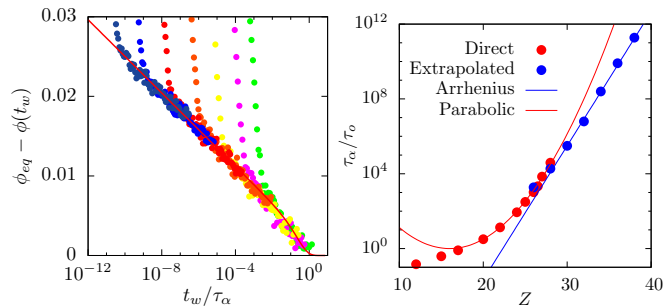 0.03
0.02
0.01
0
ϕ_eq − ϕ(t_w)
10^−12 10^−8 10^−4 10^0
t_w/τ_α
10^12
10^8
10^4
10^0
τ_α/τ_o
Direct
Extrapolated
Arrhenius
Parabolic
10 20 30 40
Z